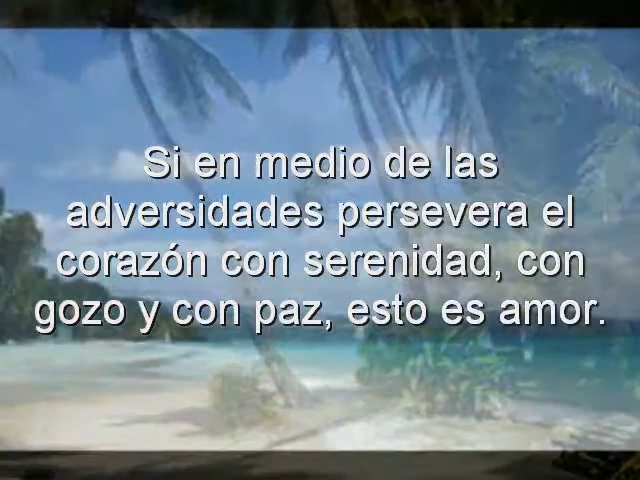 Si en medio de las
adversidades persevera el
corazón con serenidad, con
gozo y con paz, esto es amor.